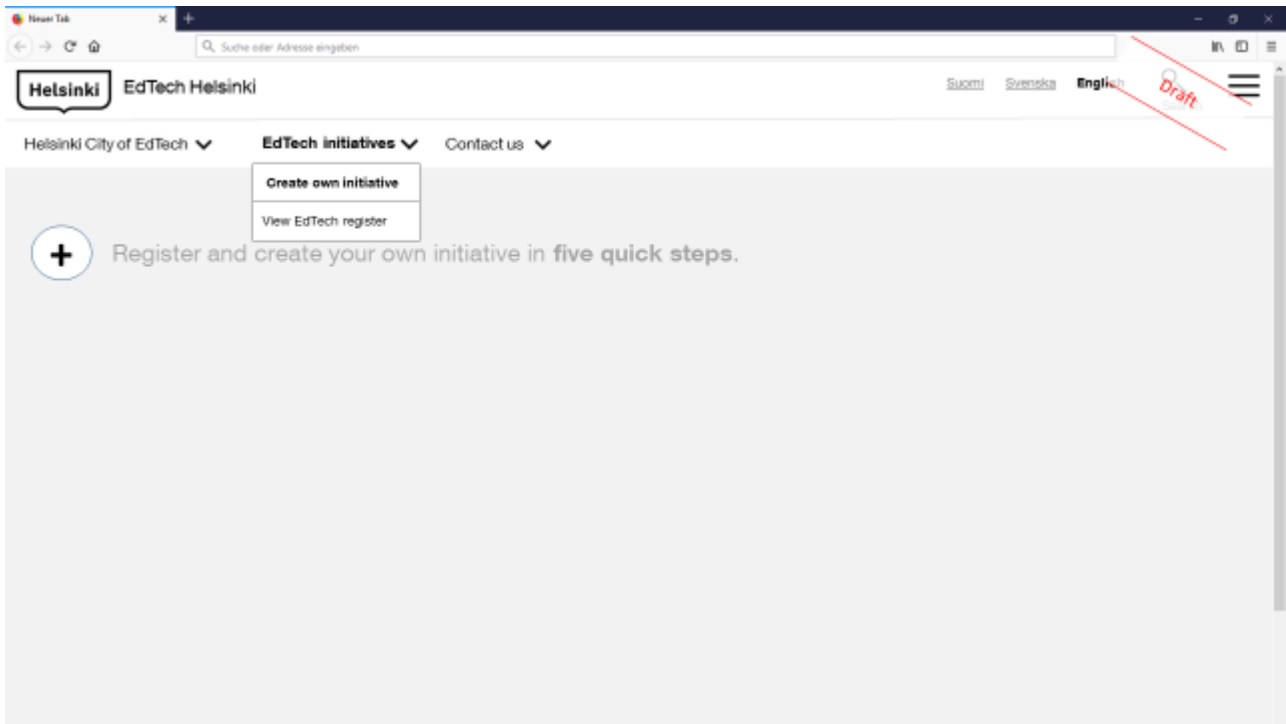 Neuer Tab
Suche oder Adresse eingeben
Helsinki
EdTech Helsinki
Suomi Svenska English
Draft
Helsinki City of EdTech EdTech initiatives Contact us
Create own initiative
View EdTech register
Register and create your own initiative in five quick steps.